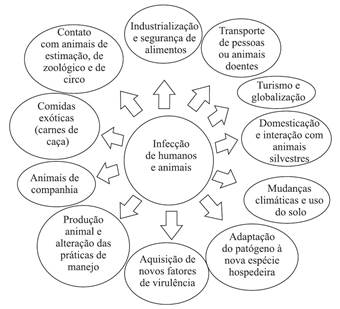 Industrialização
e segurança de
alimentos
Transporte
de pessoas
ou animais
doentes
Turismo e
globalização
Domesticação
e interação com
animais
silvestres
Mudanças
climáticas e uso
do solo
Adaptação
do patógeno à
nova espécie
hospedeira
Aquisição de
novos fatores
de virulência
Produção
animal e
alteração das
práticas de
manejo
Animais de
companhia
Comidas
exóticas
(carnes de
caça)
Contato
com animais de
estimação, de
zoológico e de
circo
Infecção
de humanos
e animais